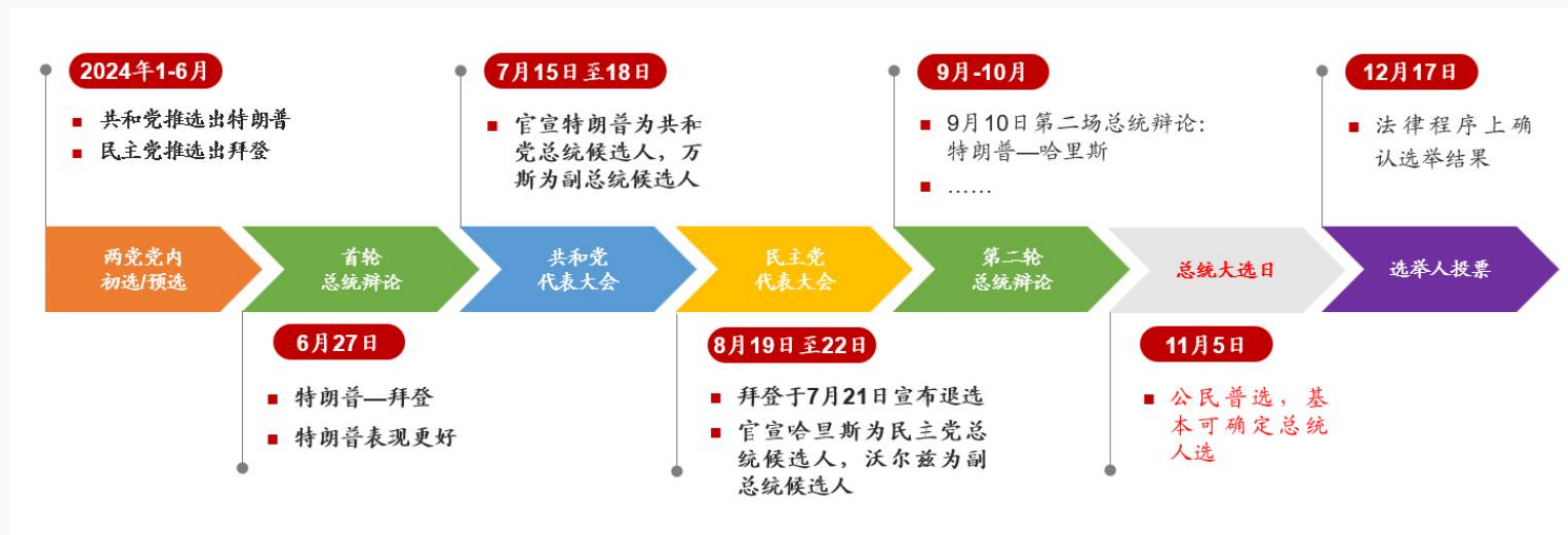 2024年1-6月
共和党推选出特朗普
民主党推选出拜登
7月15日至18日
官宣特朗普为共和
党总统候选人，万
斯为副总统候选人
9月-10月
9月10日第二场总统辩论:
特朗普—哈里斯
……
12月17日
法律程序上确
认选举结果
两党党内
初选/预选
首轮
总统辩论
共和党
代表大会
民主党
代表大会
第二轮
总统辩论
总统大选日
选举人投票
6月27日
特朗普—拜登
特朗普表现更好
8月19日至22日
拜登于7月21日宣布退选
官宣哈里斯为民主党总
统候选人，沃尔兹为副
总统候选人
11月5日
公民普选，基
本可确定总统
人选